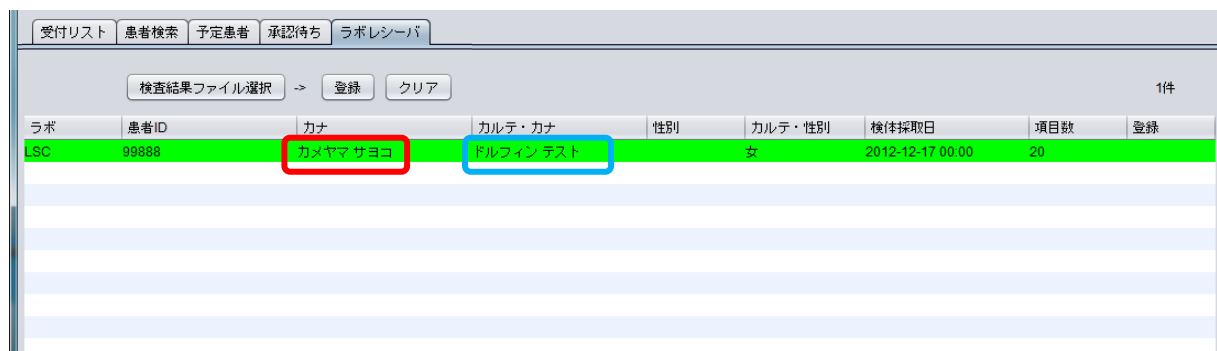 受付リスト 患者検索 予定患者 承認待ち ラボレシーバ
検査結果ファイル選択 -> 登録 クリア 1件
ラボ 患者ID カナ カルテ・カナ 性別 カルテ・性別 検体採取日 項目数 登録
LSC 99888 カメヤマ サヨコ ドルフィン テスト 女 2012-12-17 00:00 20